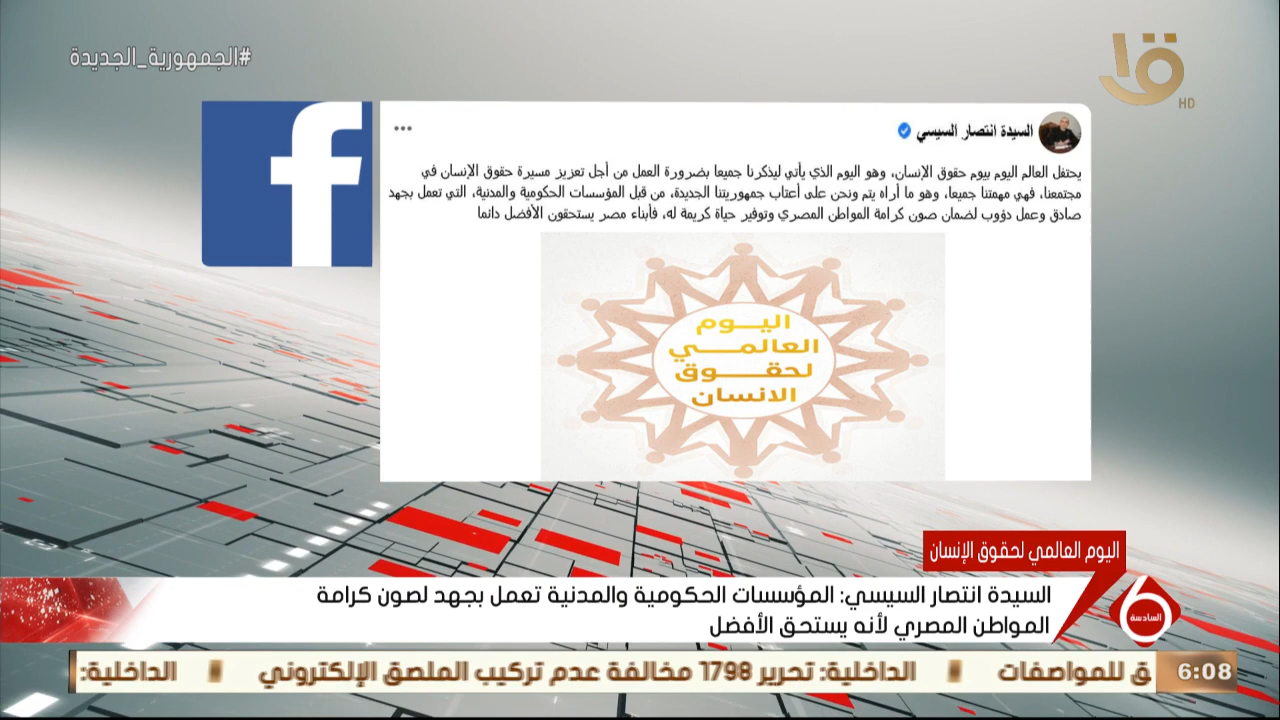 #الجمهورية_الجديدة
HD
السيدة انتصار السيسي
يحتفل العالم اليوم بيوم حقوق الإنسان، وهو اليوم الذي يأتي ليذكرنا جميعا بضرورة العمل من أجل تعزيز مسيرة حقوق الإنسان في
مجتمعنا، فهي مهمتنا جميعا، وهو ما أراه يتم ونحن على أعتاب جمهوريتنا الجديدة، من قبل المؤسسات الحكومية والمدنية، التي تعمل بجهد
صادق وعمل دؤوب لضمان صون كرامة المواطن المصري وتوفير حياة كريمة له، فأبناء مصر يستحقون الأفضل دائما
اليوم
العالمي
لحقوق
الانسان
اليوم العالمي لحقوق الإنسان
السيدة انتصار السيسي: المؤسسات الحكومية والمدنية تعمل بجهد لصون كرامة
المواطن المصري لأنه يستحق الأفضل
السادسة
6:08 ق للمواصفات الداخلية: تحرير 1798 مخالفة عدم تركيب الملصق الإلكتروني الداخلية: